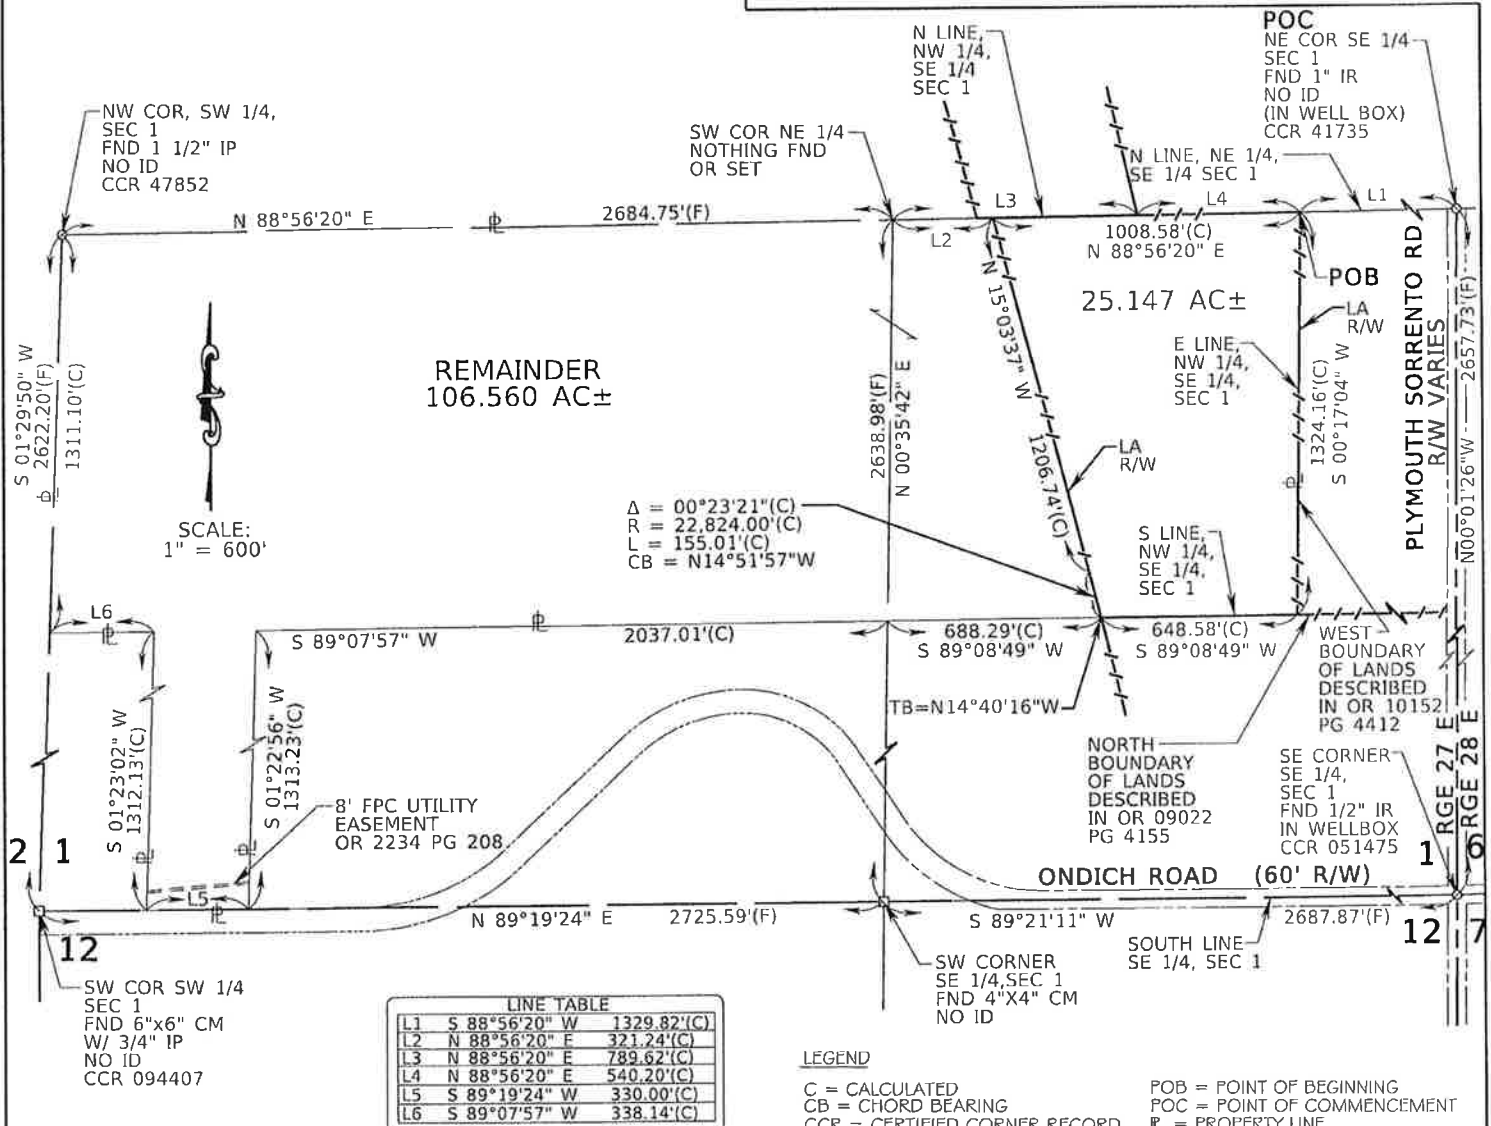 POC
NE COR SE 1/4
SEC 1
FND 1" IR
NO ID
(IN WELL BOX)
CCR 41735
N LINE,
NW 1/4,
SE 1/4
SEC 1
NW COR, SW 1/4,
SEC 1
FND 1 1/2" IP
NO ID
CCR 47852
SW COR NE 1/4
NOTHING FND
OR SET
N LINE, NE 1/4,
SE 1/4 SEC 1
N 88°56'20" E
2684.75'(F)
L2
L3
L4
L1
1008.58'(C)
N 88°56'20" E
POB
25.147 AC±
LA
R/W
E LINE,
NW 1/4,
SE 1/4,
SEC 1
1324.16'(C)
S 00°17'04" W
PLYMOUTH SORRENTO RD
R/W VARIES
N00°01'26"W
2657.73'(F)
S 01°29'50" W
2622.20'(F)
1311.10'(C)
REMAINDER
106.560 AC±
SCALE:
1" = 600'
2638.98'(F)
N 00°35'42" E
N 15°03'37" W
1206.74'(C)
LA
R/W
Δ = 00°23'21"(C)
R = 22,824.00'(C)
L = 155.01'(C)
CB = N14°51'57"W
S LINE,
NW 1/4,
SE 1/4,
SEC 1
L6
S 89°07'57" W
2037.01'(C)
688.29'(C)
S 89°08'49" W
648.58'(C)
S 89°08'49" W
TB=N14°40'16"W
WEST
BOUNDARY
OF LANDS
DESCRIBED
IN OR 10152
PG 4412
NORTH
BOUNDARY
OF LANDS
DESCRIBED
IN OR 09022
PG 4155
SE CORNER
SE 1/4,
SEC 1
FND 1/2" IR
IN WELLBOX
CCR 051475
RGE 27 E
RGE 28 E
S 01°23'02" W
1312.13'(C)
S 01°22'56" W
1313.23'(C)
8' FPC UTILITY
EASEMENT
OR 2234 PG 208
2 1
1 6
ONDICH ROAD (60' R/W)
L5
N 89°19'24" E
2725.59'(F)
S 89°21'11" W
2687.87'(F)
12
12 7
SOUTH LINE
SE 1/4, SEC 1
SW CORNER
SE 1/4,SEC 1
FND 4"X4" CM
NO ID
SW COR SW 1/4
SEC 1
FND 6"x6" CM
W/ 3/4" IP
NO ID
CCR 094407
LINE TABLE
L1 S 88°56'20" W 1329.82'(C)
L2 N 88°56'20" E 321.24'(C)
L3 N 88°56'20" E 789.62'(C)
L4 N 88°56'20" E 540.20'(C)
L5 S 89°19'24" W 330.00'(C)
L6 S 89°07'57" W 338.14'(C)
LEGEND
C = CALCULATED
CB = CHORD BEARING
CCR = CERTIFIED CORNER RECORD
POB = POINT OF BEGINNING
POC = POINT OF COMMENCEMENT
PL = PROPERTY LINE